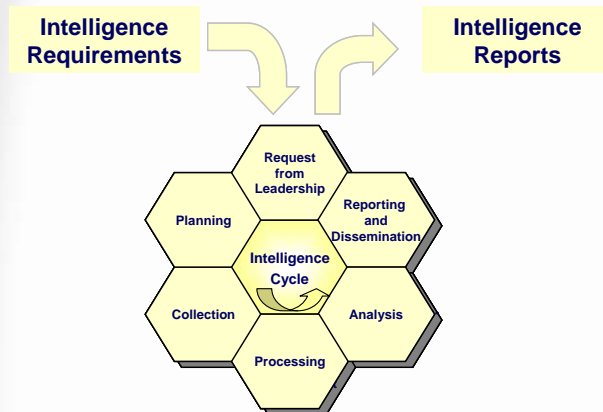 Intelligence
Requirements
Intelligence
Reports
Request
from
Leadership
Planning
Reporting
and
Dissemination
Intelligence
Cycle
Collection
Analysis
Processing